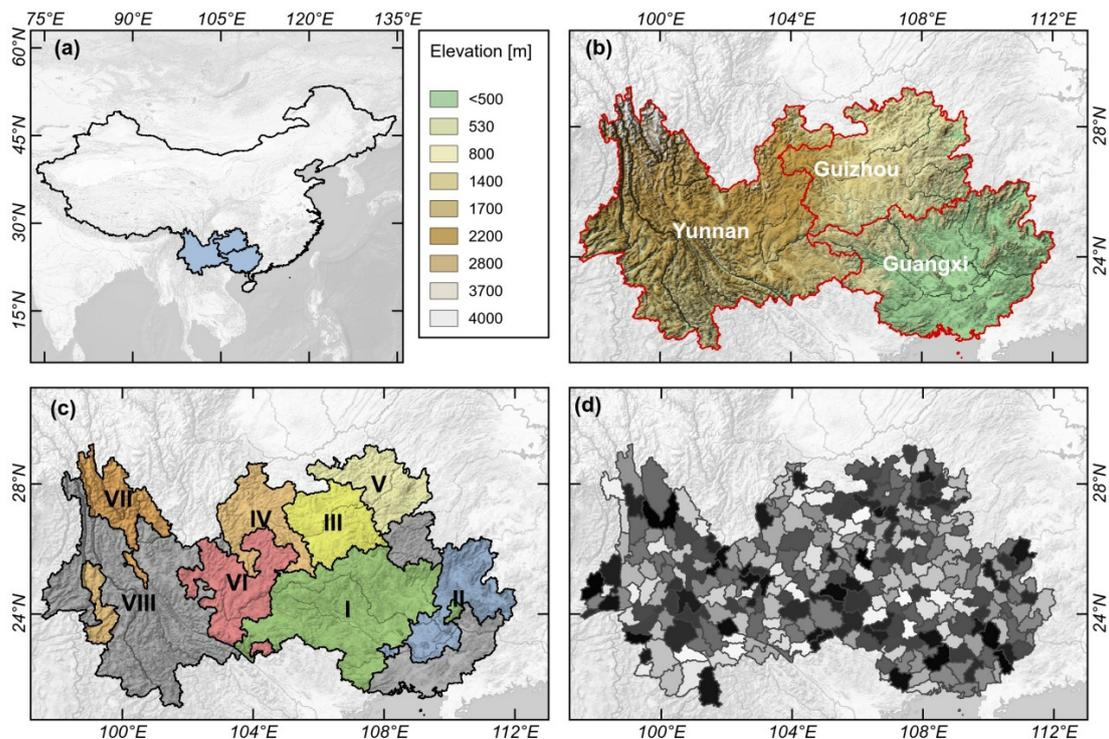 75°E 90°E 105°E 120°E 135°E
60°N
45°N
30°N
15°N
(a)
Elevation [m]
<500
530
800
1400
1700
2200
2800
3700
4000
100°E 104°E 108°E 112°E
(b)
28°N
24°N
Guizhou
Yunnan
Guangxi
(c)
28°N
24°N
V
VII
IV
III
VI
VIII
I
II
100°E 104°E 108°E 112°E
(d)
28°N
24°N
100°E 104°E 108°E 112°E